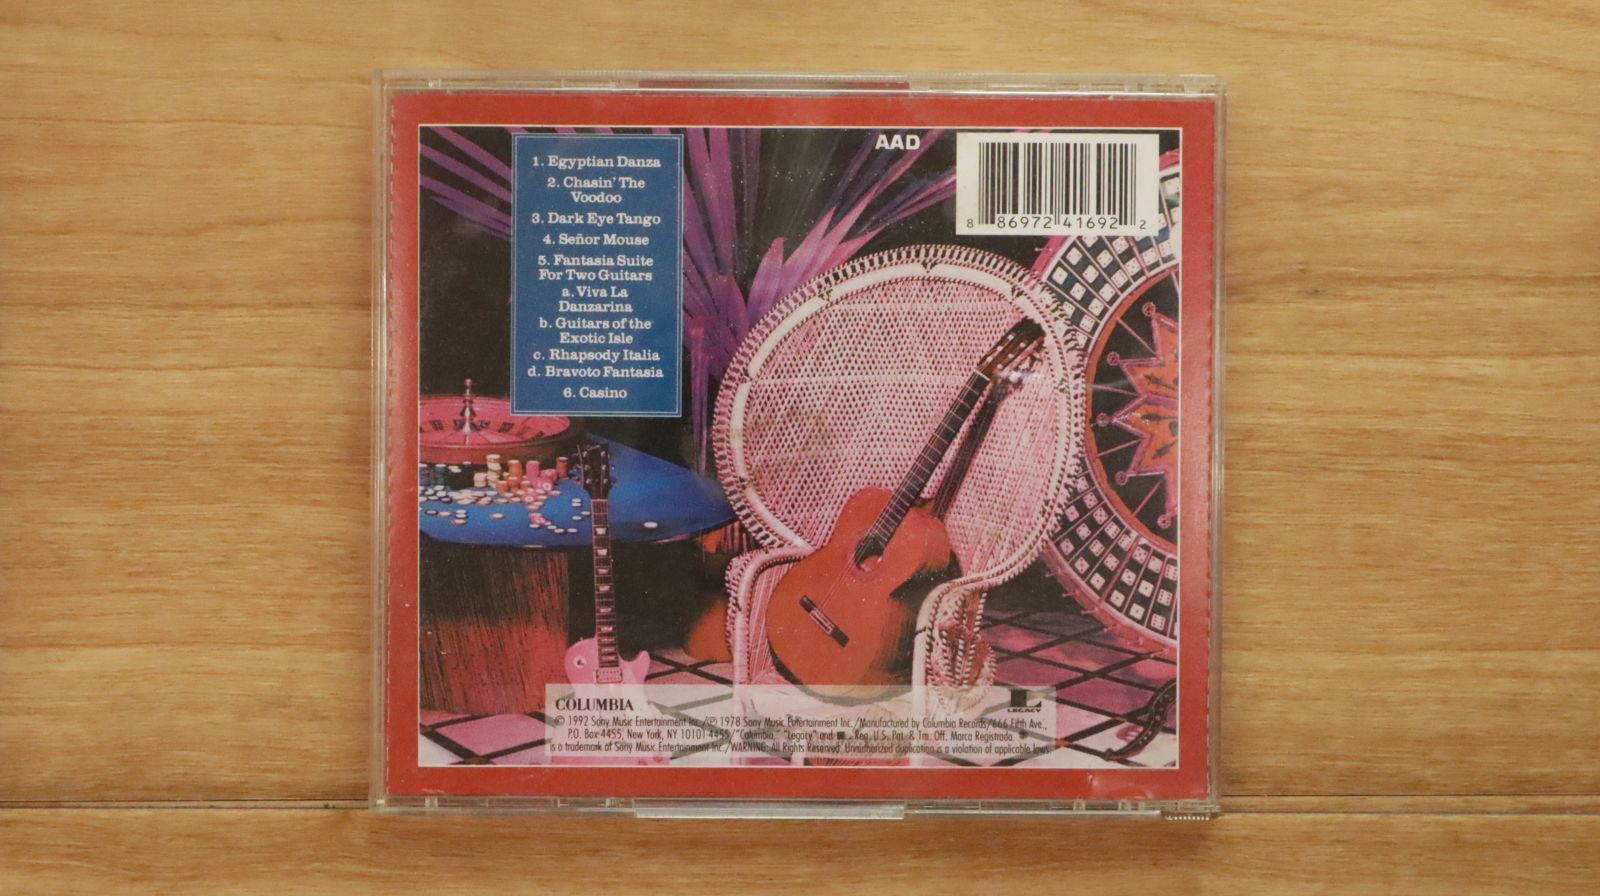 1. Egyptian Danza
2. Chasin' The
Voodoo
3. Dark Eye Tango
4. Señor Mouse
5. Fantasia Suite
For Two Guitars
a. Viva La
Danzarina
b. Guitars of the
Exotic Isle
c. Rhapsody Italia
d. Bravoto Fantasia
6. Casino
AAD
8 86972 41692 2
COLUMBIA
LEGACY
© 1992 Sony Music Entertainment Inc./℗ 1978 Sony Music Entertainment Inc./Manufactured by Columbia Records/666 Fifth Ave.,
P.O. Box 4455, New York, NY 10101-4455/"Columbia," "Legacy" and Reg. U.S. Pat. & Tm. Off. Marca Registrada.
is a trademark of Sony Music Entertainment Inc./WARNING: All Rights Reserved. Unauthorized duplication is a violation of applicable laws.